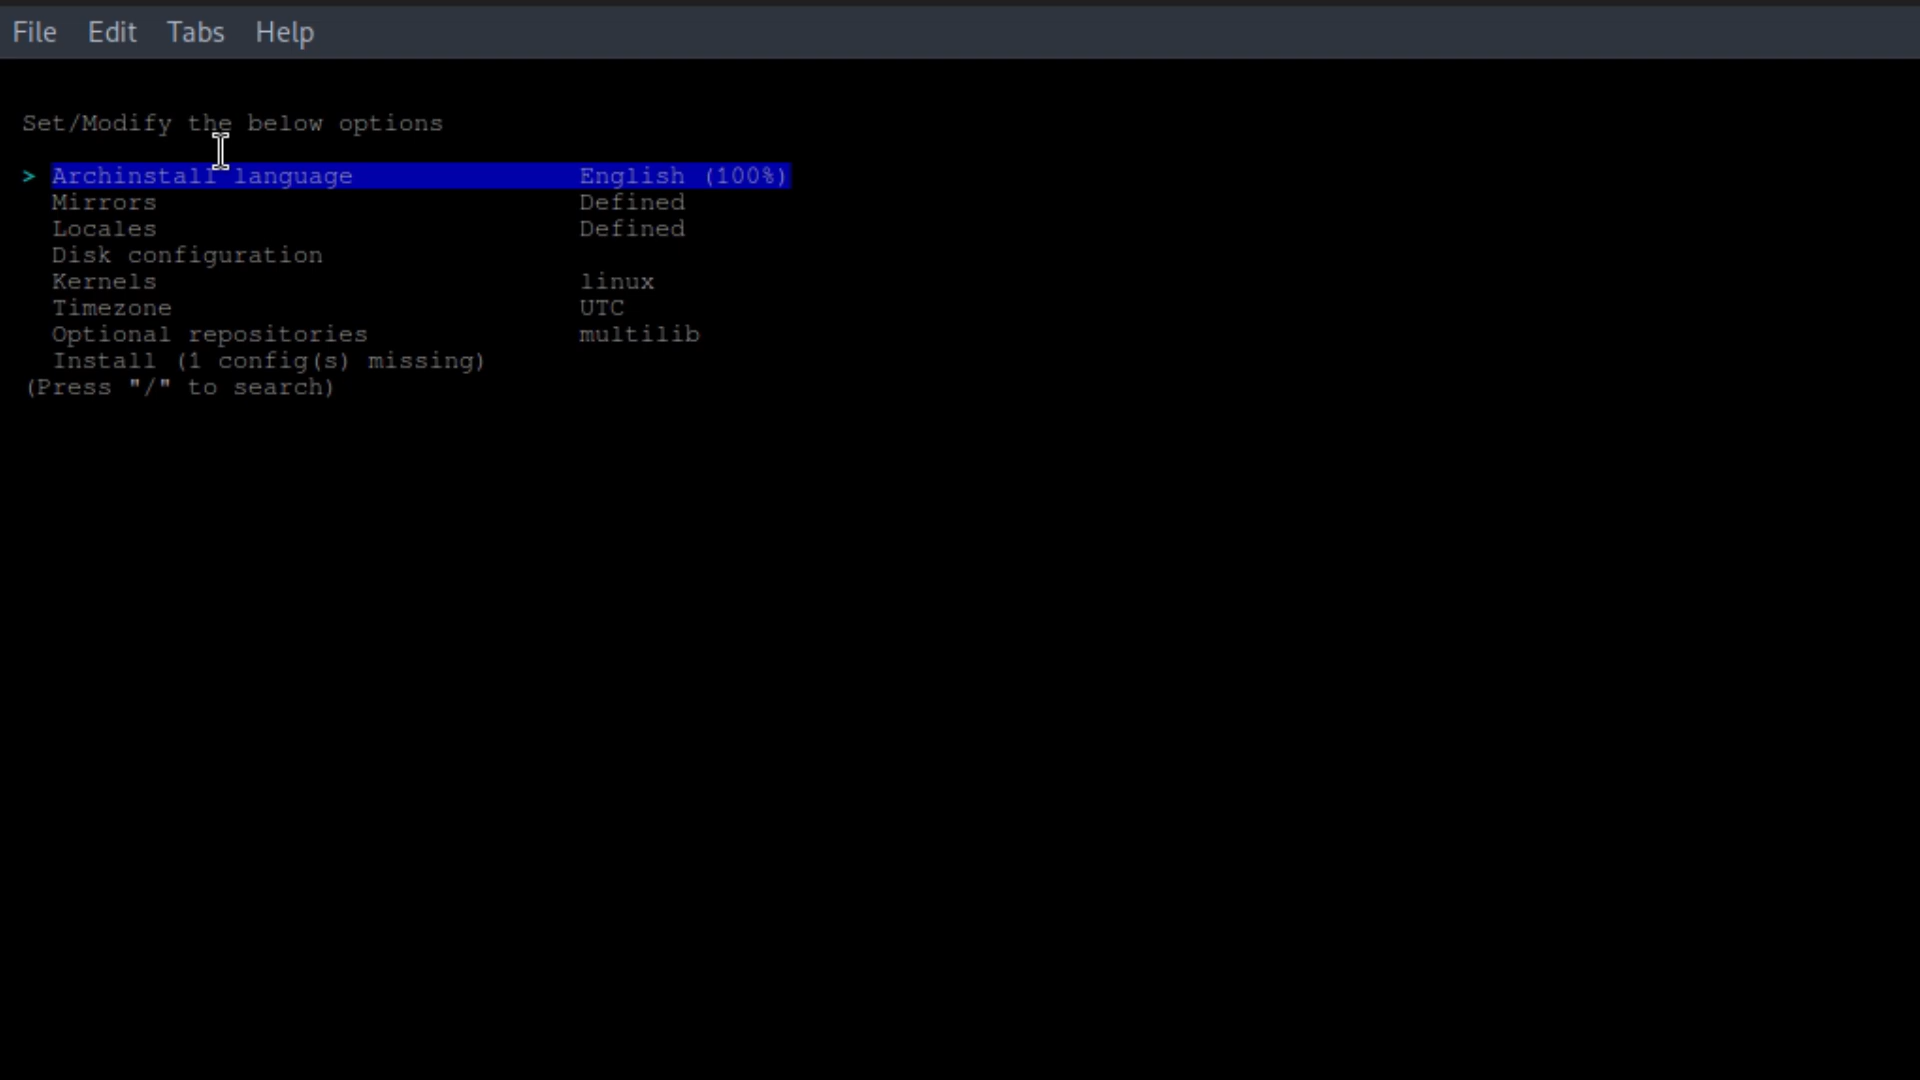 File Edit Tabs Help
Set/Modify the below options
> Archinstall language English (100%)
Mirrors Defined
Locales Defined
Disk configuration
Kernels linux
Timezone UTC
Optional repositories multilib
Install (1 config(s) missing)
(Press "/" to search)